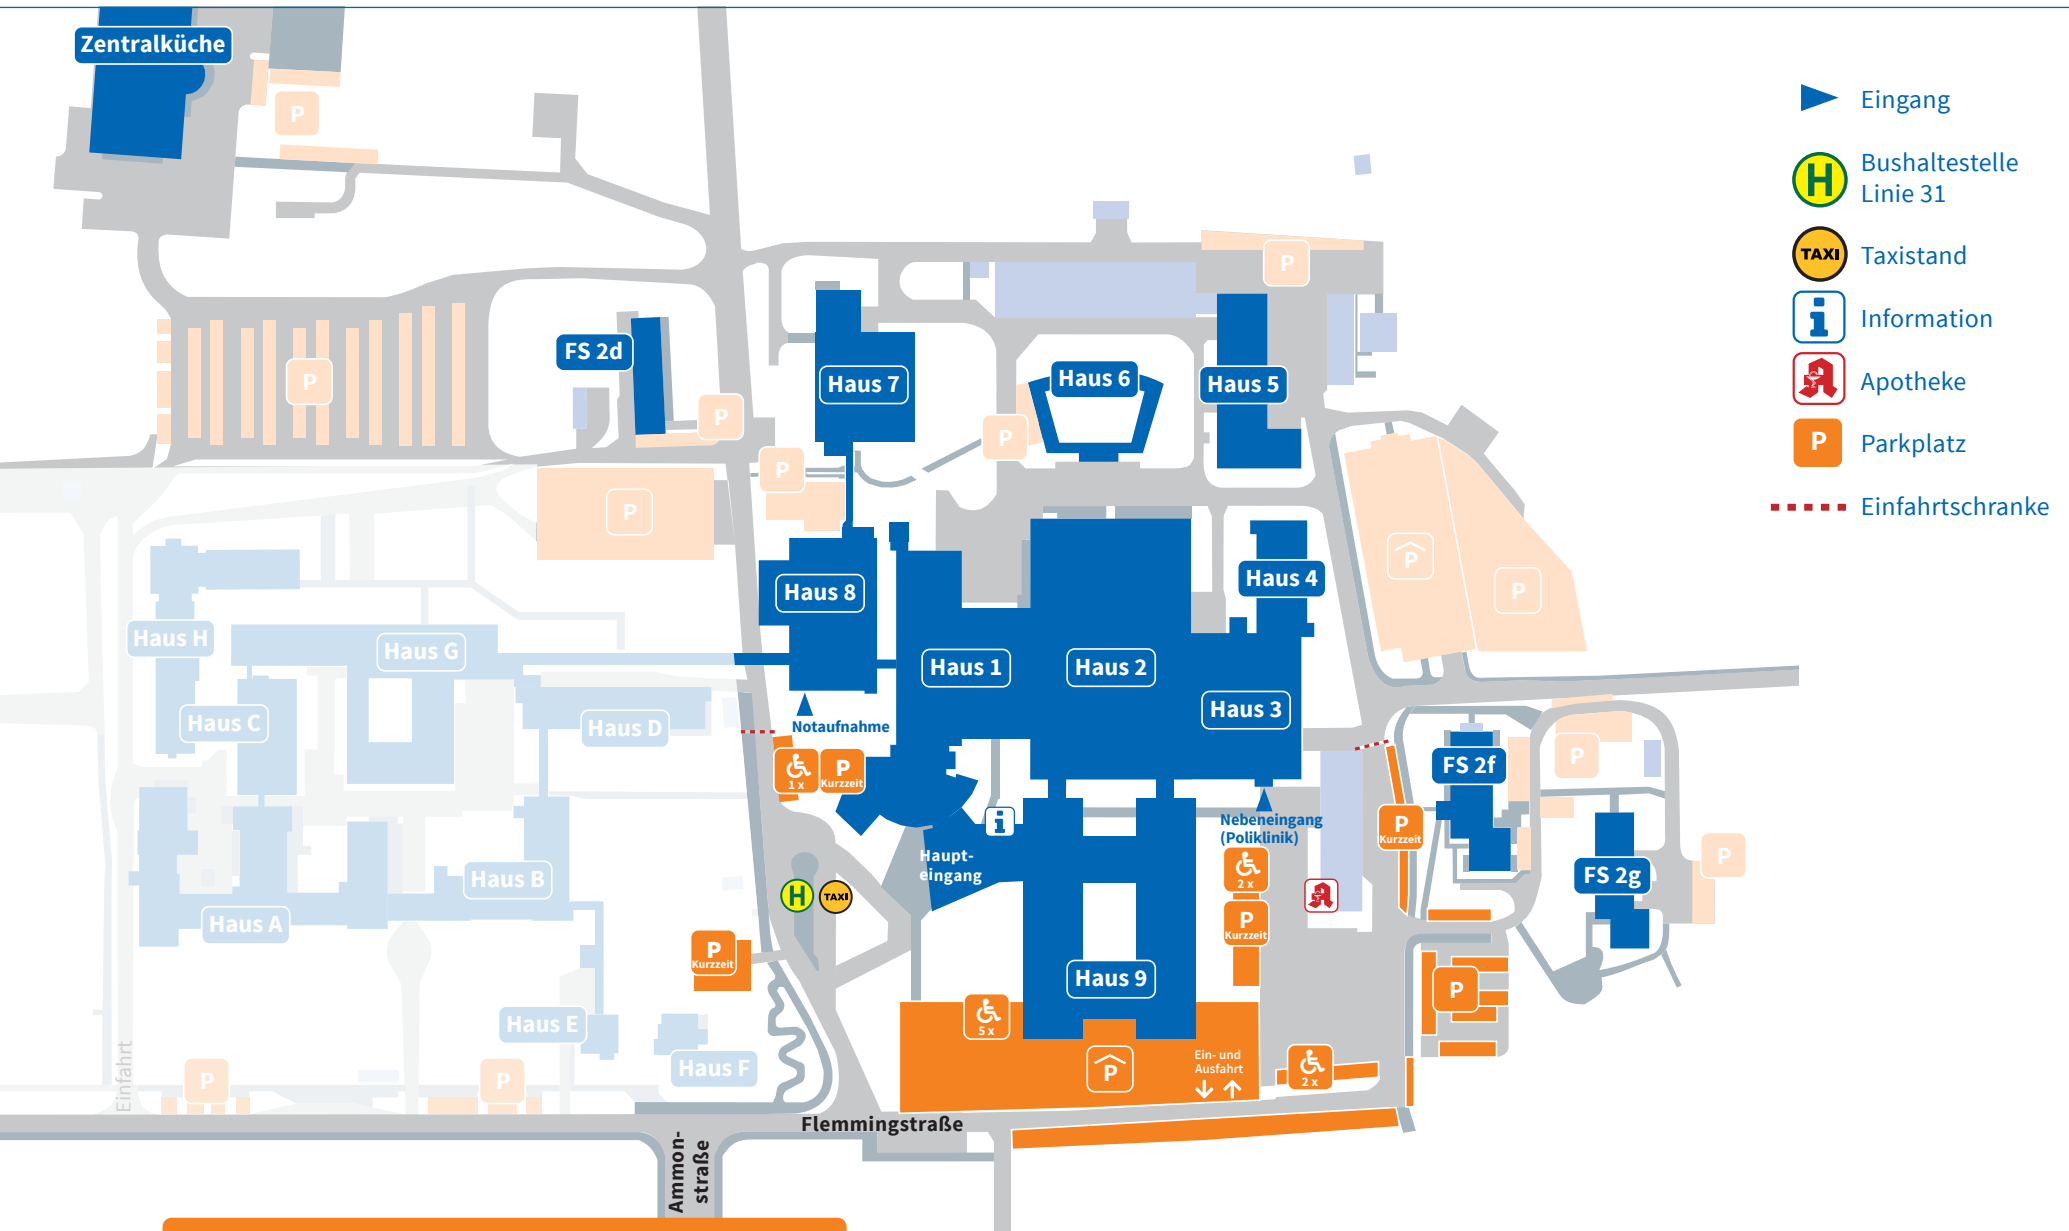 Zentralküche
P
Eingang
H
Bushaltestelle
Linie 31
TAXI
Taxistand
i
Information
A
Apotheke
P
Parkplatz
Einfahrtschranke
P
FS 2d
Haus 7
Haus 6
Haus 5
P
P
P
P
P
P
P
P
Haus 8
Haus 4
Haus H
Haus G
Haus 1
Haus 2
Haus 3
Haus C
Haus D
Notaufnahme
1 x
P
Kurzzeit
FS 2f
P
i
Nebeneingang
(Poliklinik)
P
Kurzzeit
Haupt-
eingang
2 x
A
P
FS 2g
Haus B
Haus A
H
TAXI
P
Kurzzeit
P
Kurzzeit
Haus 9
P
5 x
Haus E
Haus F
P
P
Einfahrt
P
Ein- und
Ausfahrt
2 x
Flemmingstraße
Ammon-
straße